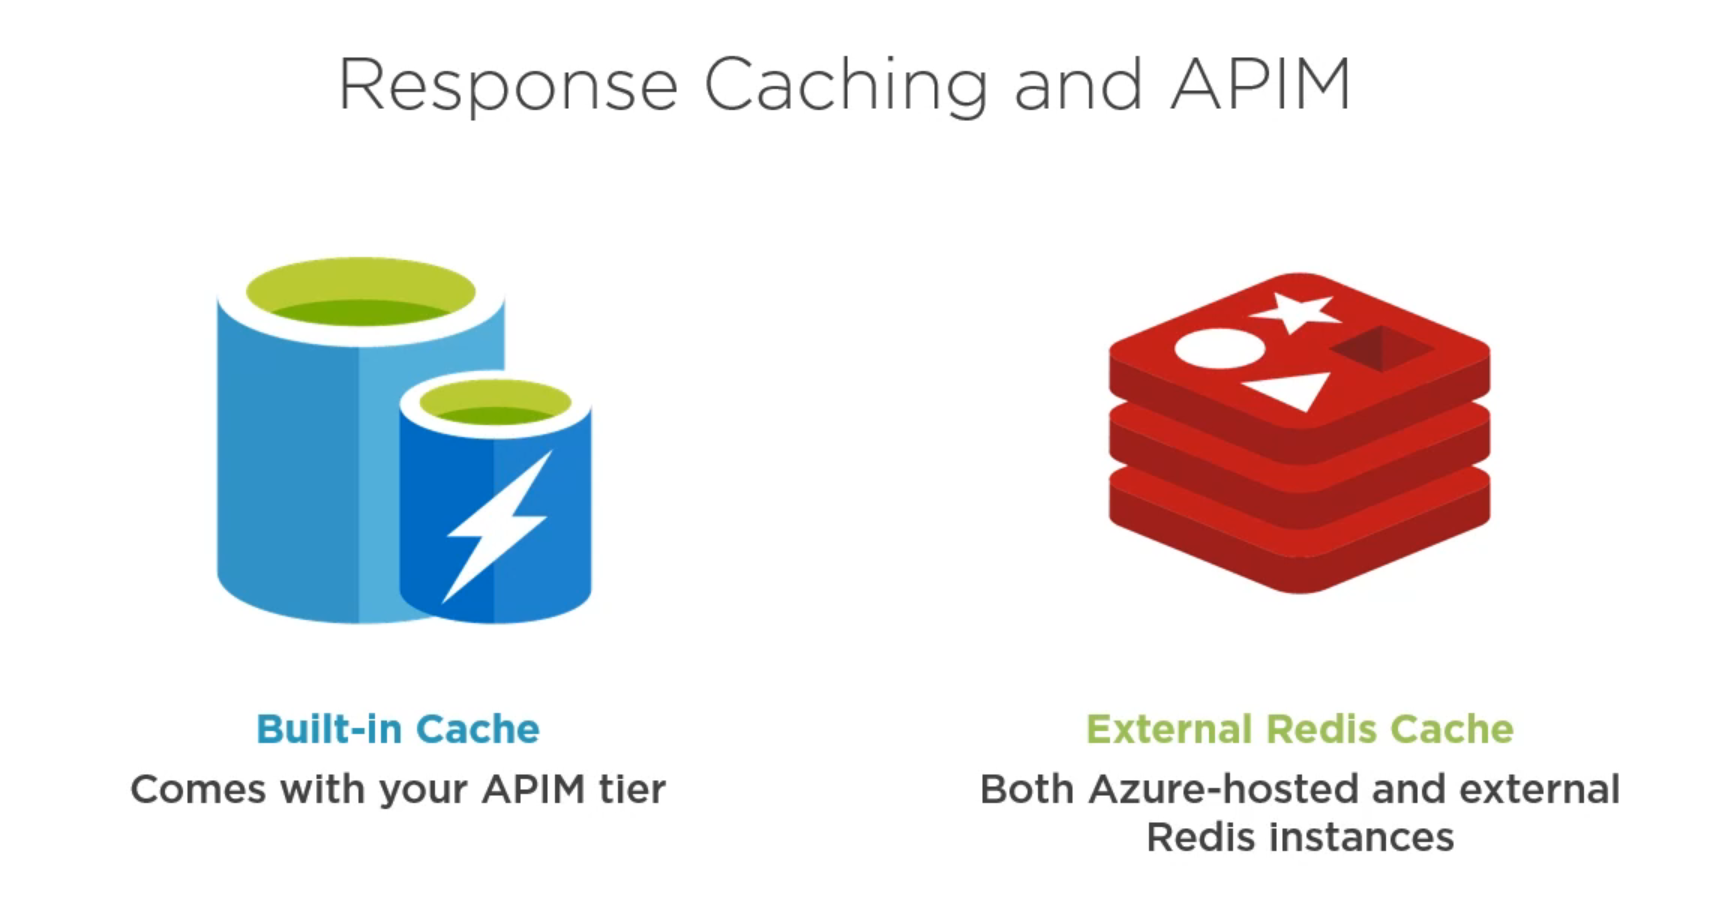 Response Caching and APIM
Built-in Cache
Comes with your APIM tier
External Redis Cache
Both Azure-hosted and external
Redis instances